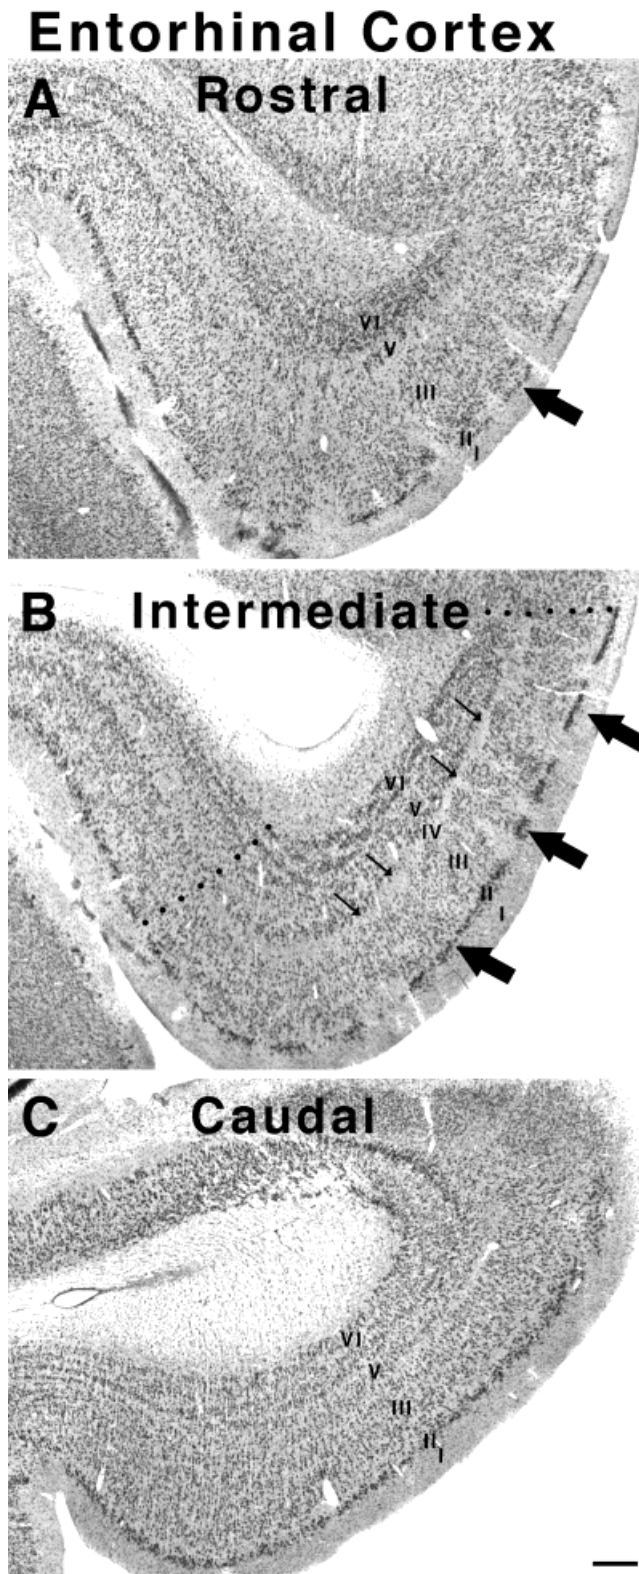 Entorhinal Cortex
A Rostral
VI
V
III
II
I
B Intermediate
VI
V
IV
III
II
I
C Caudal
VI
V
III
II
I